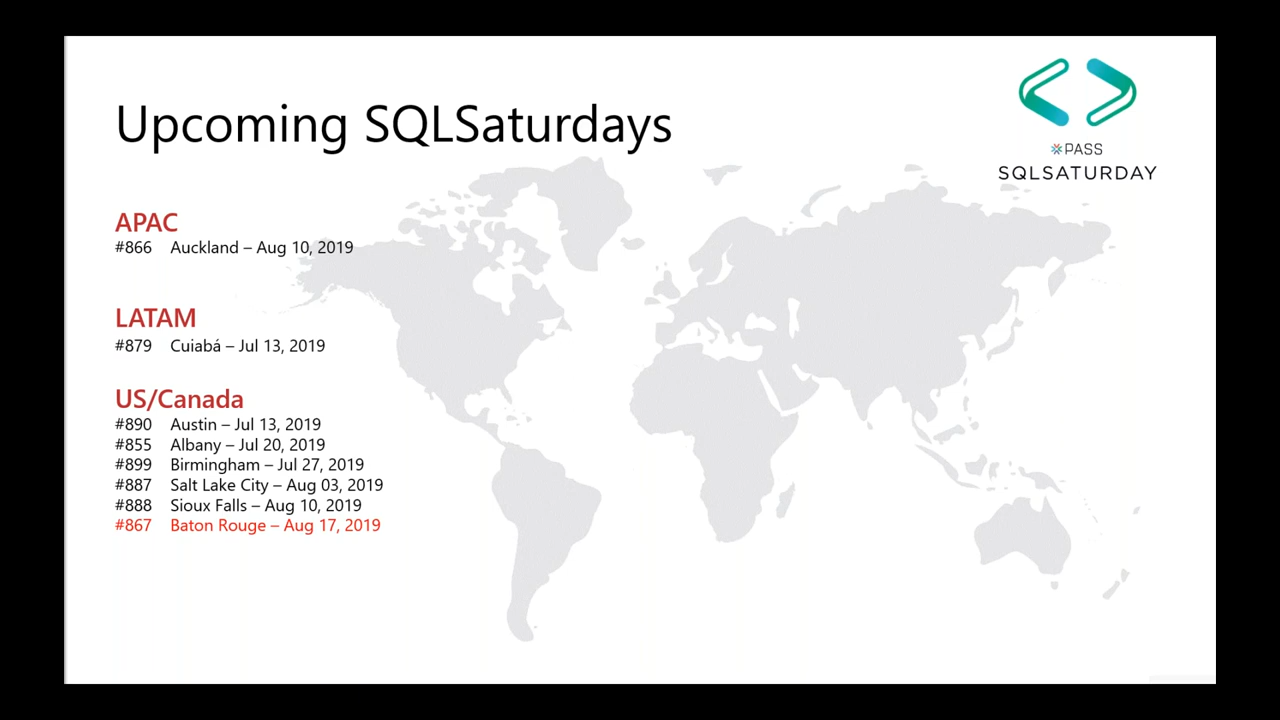 Upcoming SQLSaturdays
PASS
SQLSATURDAY
APAC
#866 Auckland – Aug 10, 2019
LATAM
#879 Cuiabá – Jul 13, 2019
US/Canada
#890 Austin – Jul 13, 2019
#855 Albany – Jul 20, 2019
#899 Birmingham – Jul 27, 2019
#887 Salt Lake City – Aug 03, 2019
#888 Sioux Falls – Aug 10, 2019
#867 Baton Rouge – Aug 17, 2019